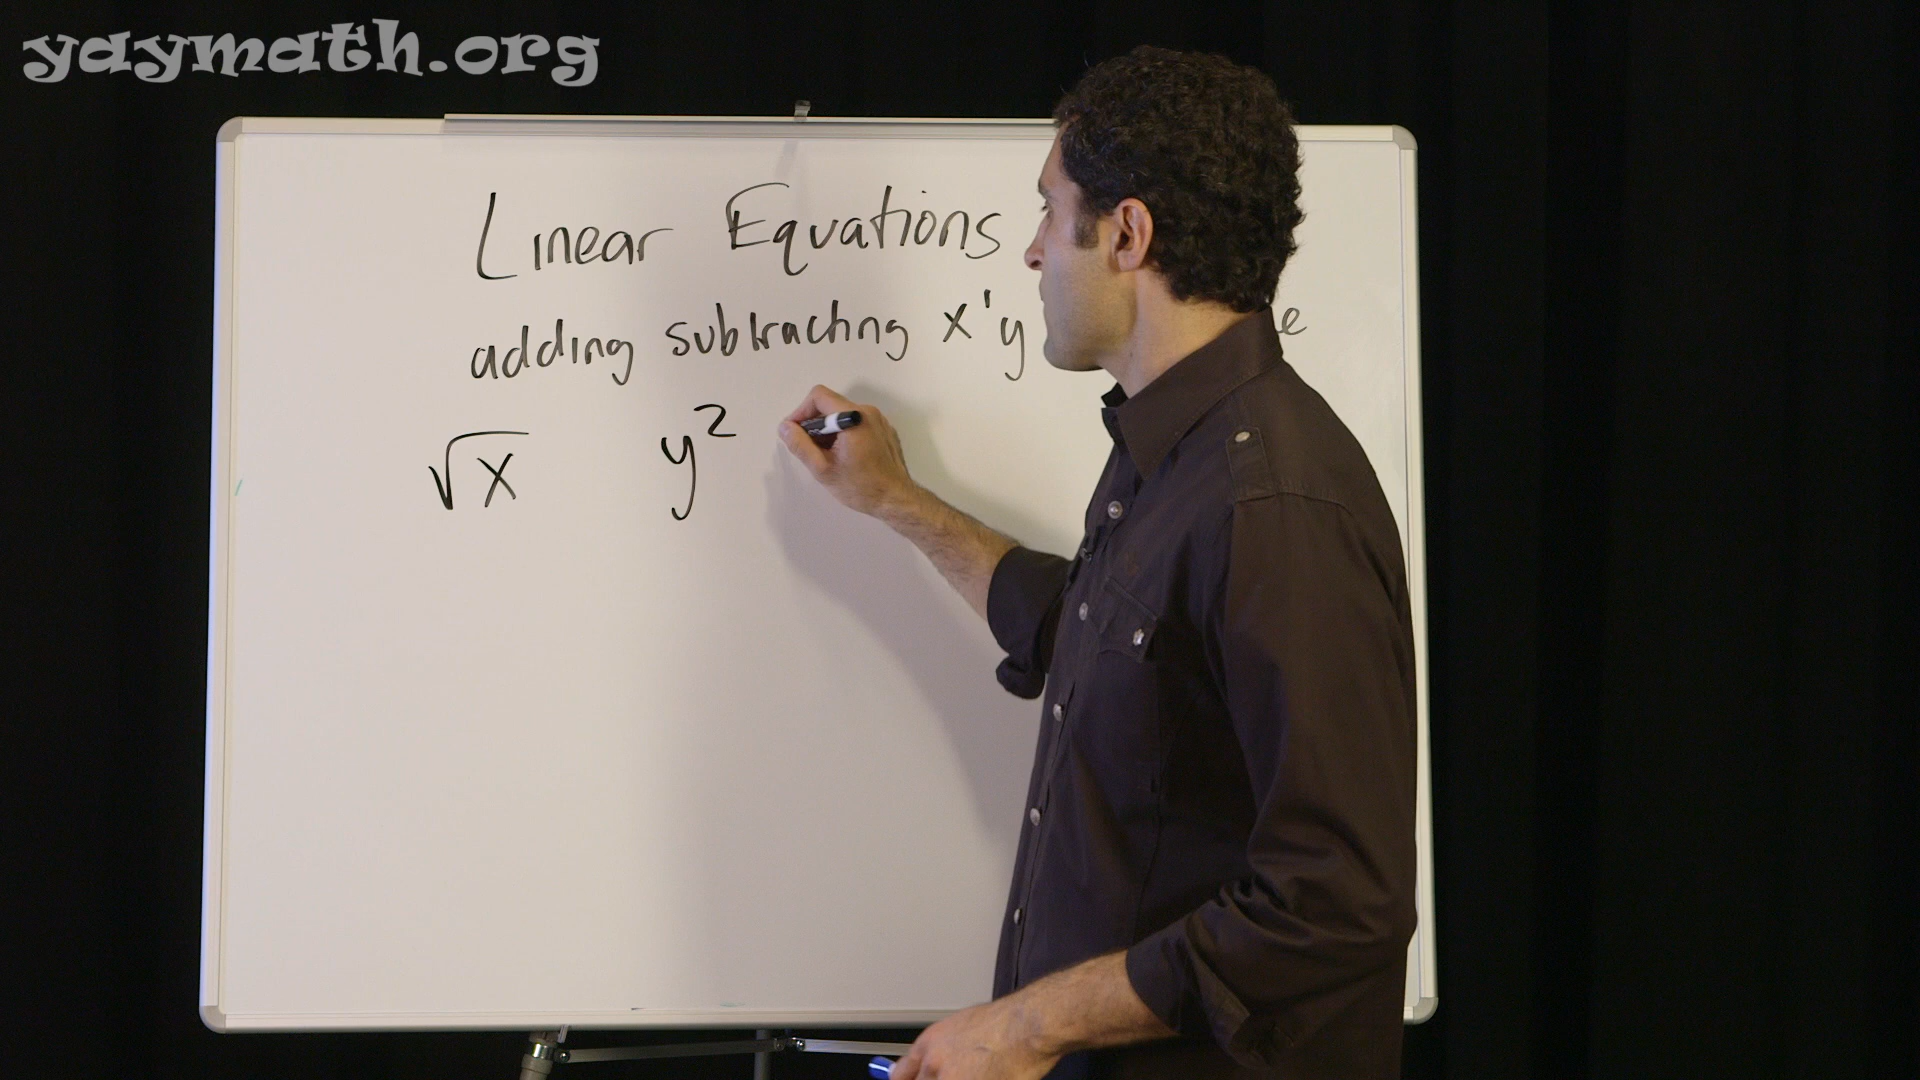 yaymath.org
Linear Equations
adding subtracting x'y
√x y²